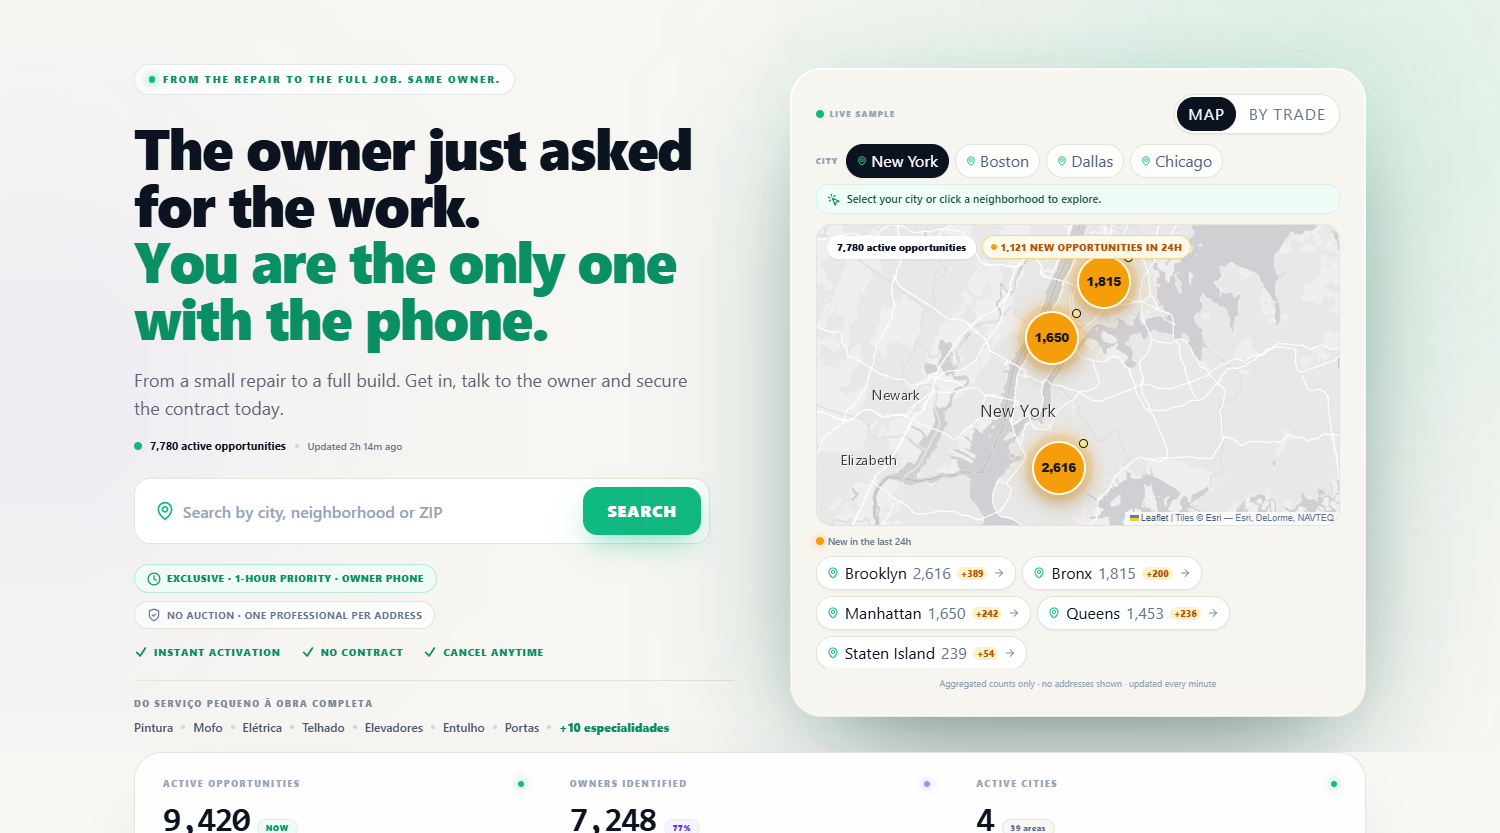 FROM THE REPAIR TO THE FULL JOB. SAME OWNER.
The owner just asked
for the work.
You are the only one
with the phone.
From a small repair to a full build. Get in, talk to the owner and secure
the contract today.
7,780 active opportunities • Updated 2h 14m ago
Search by city, neighborhood or ZIP
SEARCH
EXCLUSIVE · 1-HOUR PRIORITY · OWNER PHONE
NO AUCTION · ONE PROFESSIONAL PER ADDRESS
INSTANT ACTIVATION NO CONTRACT CANCEL ANYTIME
DO SERVIÇO PEQUENO À OBRA COMPLETA
Pintura • Mofo • Elétrica • Telhado • Elevadores • Entulho • Portas • +10 especialidades
LIVE SAMPLE
MAP BY TRADE
CITY New York Boston Dallas Chicago
Select your city or click a neighborhood to explore.
7,780 active opportunities
1,121 NEW OPPORTUNITIES IN 24H
1,815
1,650
Newark
New York
Elizabeth
2,616
Leaflet | Tiles © Esri — Esri, DeLorme, NAVTEQ
New in the last 24h
Brooklyn 2,616 +389 →
Bronx 1,815 +200 →
Manhattan 1,650 +242 →
Queens 1,453 +236 →
Staten Island 239 +54 →
Aggregated counts only · no addresses shown · updated every minute
ACTIVE OPPORTUNITIES
9,420 NOW
OWNERS IDENTIFIED
7,248 77%
ACTIVE CITIES
4 39 areas